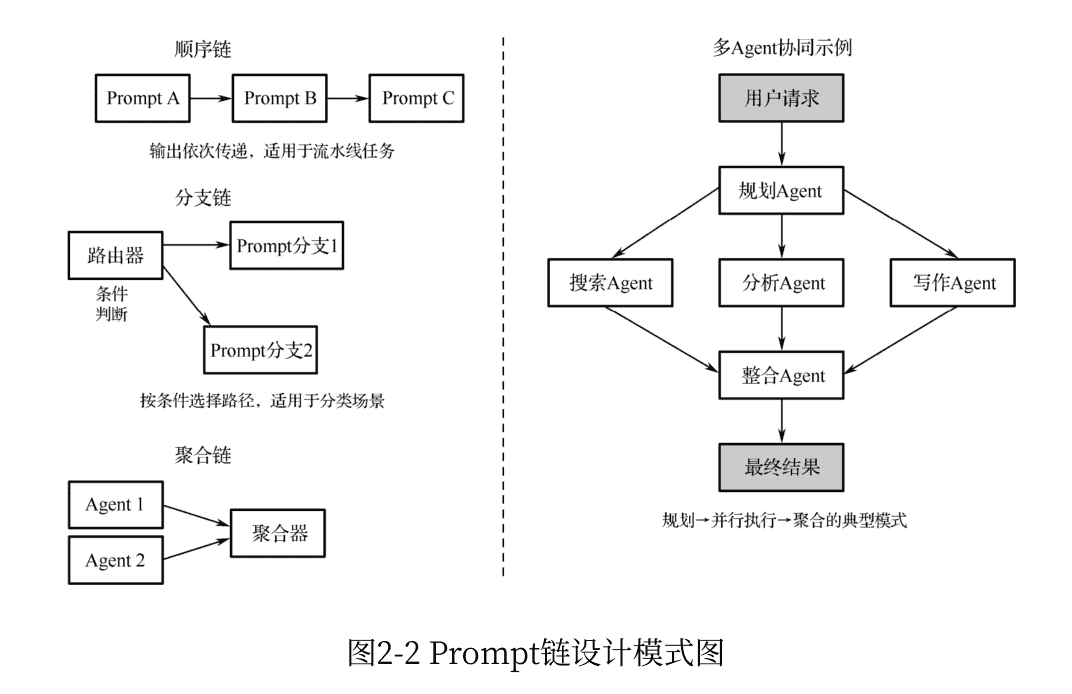 顺序链
Prompt A
Prompt B
Prompt C
输出依次传递，适用于流水线任务
分支链
路由器
条件
判断
Prompt分支1
Prompt分支2
按条件选择路径，适用于分类场景
聚合链
Agent 1
Agent 2
聚合器
多Agent协同示例
用户请求
规划Agent
搜索Agent
分析Agent
写作Agent
整合Agent
最终结果
规划→并行执行→聚合的典型模式
图2-2 Prompt链设计模式图